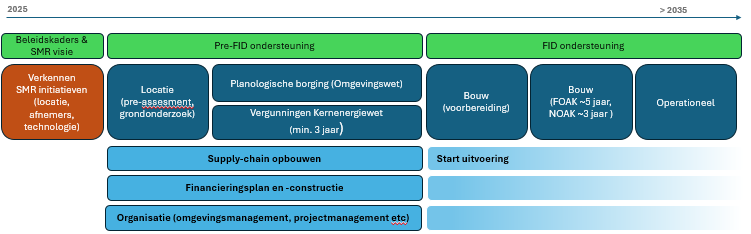 2025
> 2035
Beleidskaders &
SMR visie
Pre-FID ondersteuning
FID ondersteuning
Verkennen
SMR initiatieven
(locatie,
afnemers,
technologie)
Locatie
(pre-assesment,
grondonderzoek)
Planologische borging (Omgevingswet)
Vergunningen Kernenergiewet
(min. 3 jaar)
Bouw
(voorbereiding)
Bouw
(FOAK ~5 jaar,
NOAK ~3 jaar )
Operationeel
Supply-chain opbouwen
Start uitvoering
Financieringsplan en -constructie
Organisatie (omgevingsmanagement, projectmanagement etc)